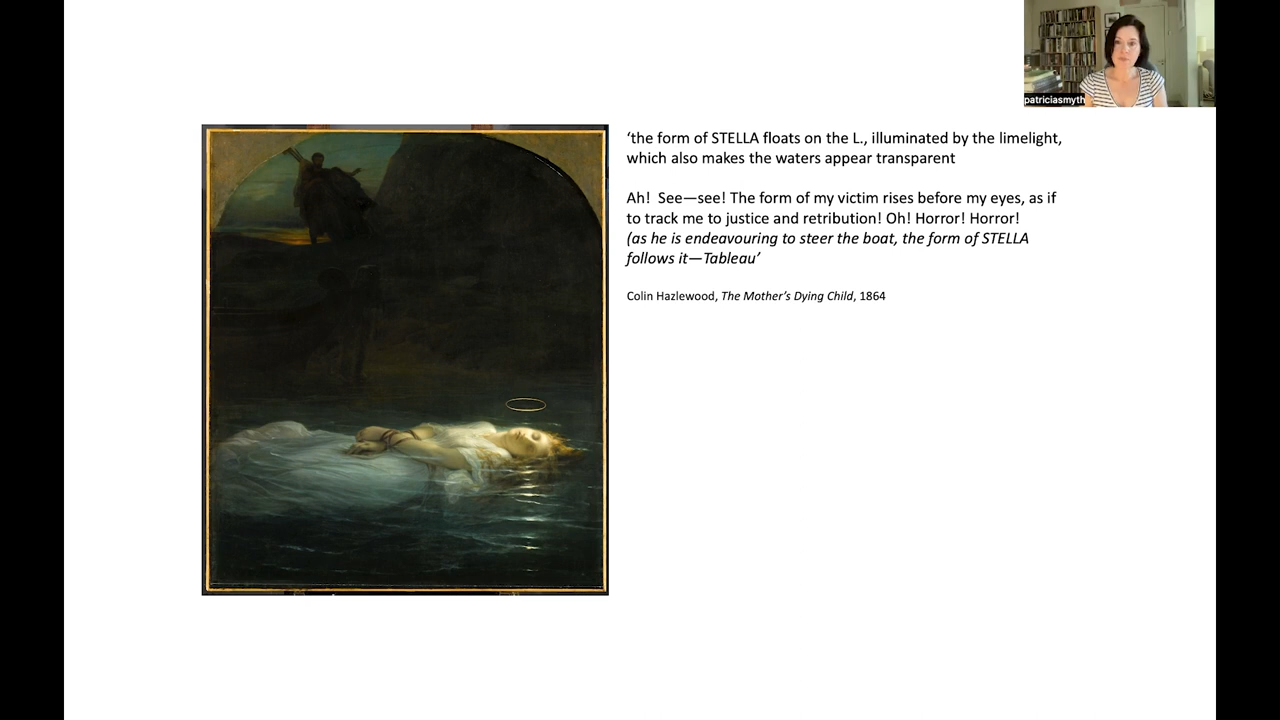 patriciasmyth
‘the form of STELLA floats on the L., illuminated by the limelight,
which also makes the waters appear transparent
Ah!  See—see! The form of my victim rises before my eyes, as if
to track me to justice and retribution! Oh! Horror! Horror!
(as he is endeavouring to steer the boat, the form of STELLA
follows it—Tableau’
Colin Hazlewood, The Mother’s Dying Child, 1864